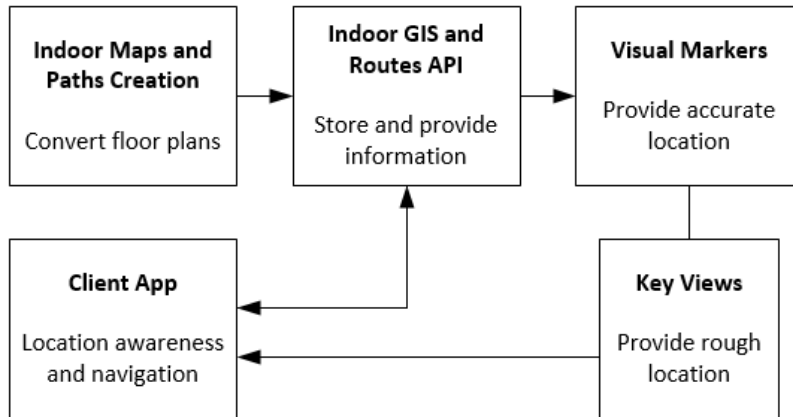 Indoor Maps and
Paths Creation
Convert floor plans
Indoor GIS and
Routes API
Store and provide
information
Visual Markers
Provide accurate
location
Client App
Location awareness
and navigation
Key Views
Provide rough
location